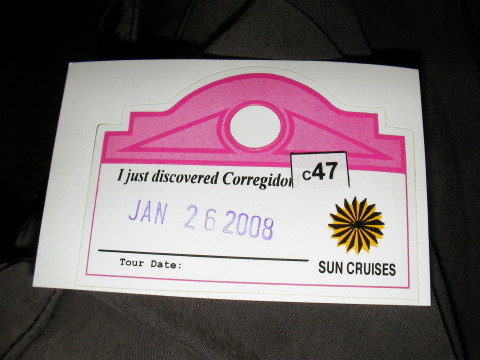 I just discovered Corregidor
C47
JAN 26 2008
Tour Date:
SUN CRUISES